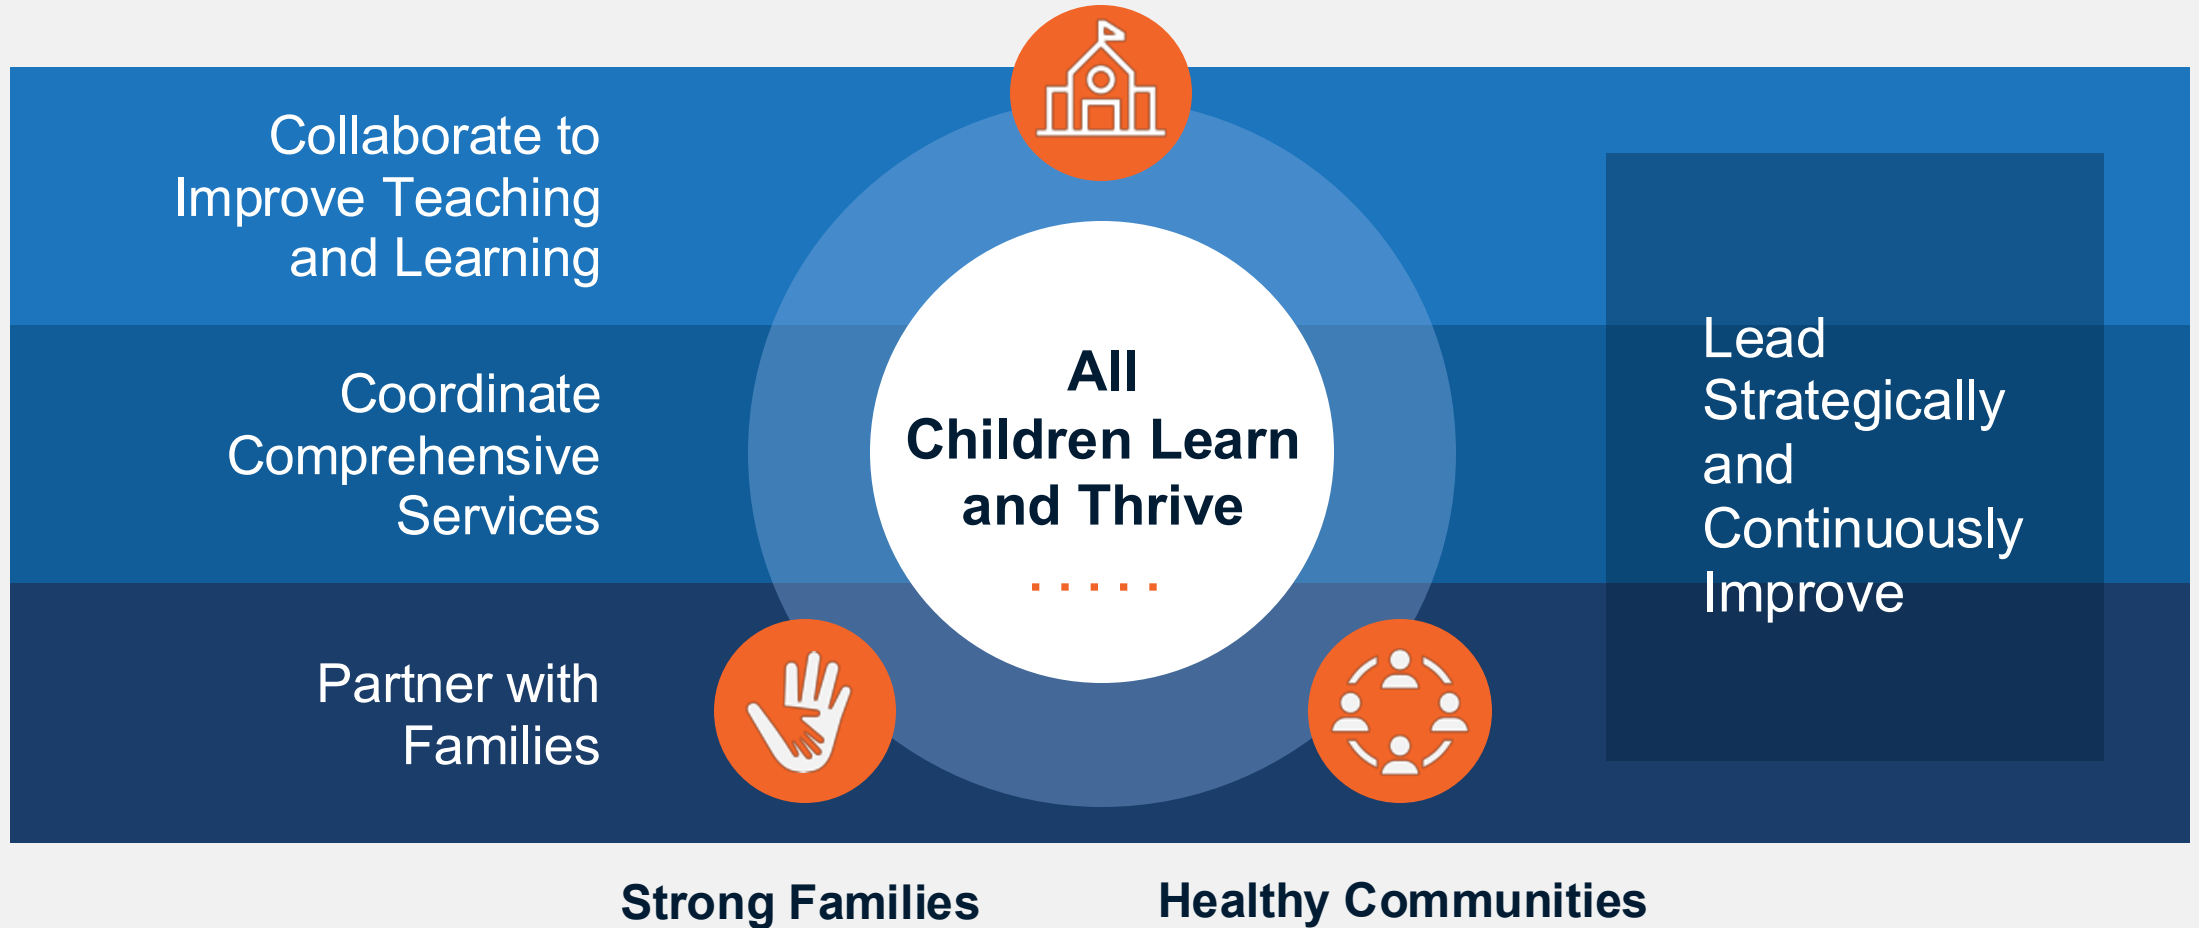 Collaborate to
Improve Teaching
and Learning
Coordinate
Comprehensive
Services
Partner with
Families
All
Children Learn
and Thrive
Lead
Strategically
and
Continuously
Improve
Strong Families
Healthy Communities